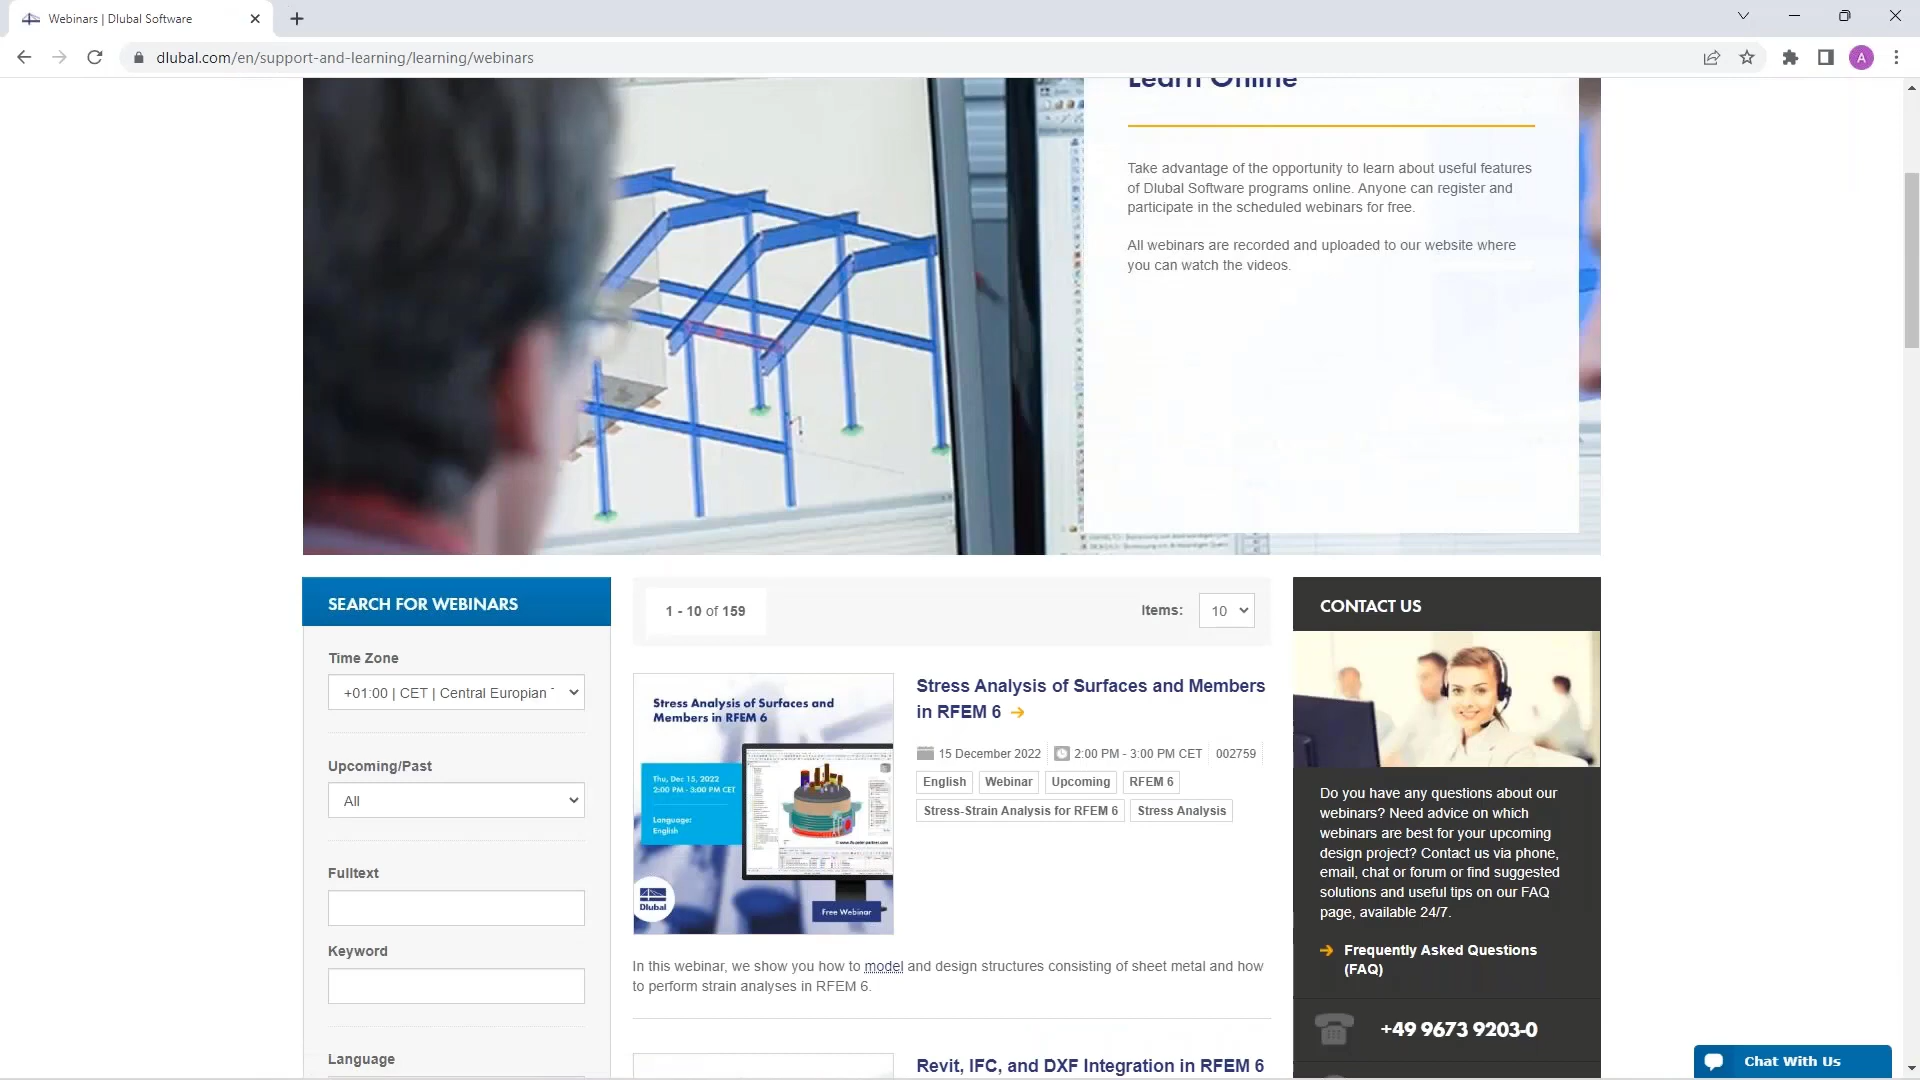 Webinars | Dlubal Software
dlubal.com/en/support-and-learning/learning/webinars
A
Learn Online
Take advantage of the opportunity to learn about useful features
of Dlubal Software programs online. Anyone can register and
participate in the scheduled webinars for free.
All webinars are recorded and uploaded to our website where
you can watch the videos.
SEARCH FOR WEBINARS
Time Zone
+01:00 | CET | Central Europian
Upcoming/Past
All
Fulltext
Keyword
Language
1 - 10 of 159
Items:
10
Stress Analysis of Surfaces and
Members in RFEM 6
Thu, Dec 15, 2022
2:00 PM - 3:00 PM CET
Language:
English
Dlubal
Free Webinar
Stress Analysis of Surfaces and Members
in RFEM 6
15 December 2022
2:00 PM - 3:00 PM CET
002759
English
Webinar
Upcoming
RFEM 6
Stress-Strain Analysis for RFEM 6
Stress Analysis
In this webinar, we show you how to model and design structures consisting of sheet metal and how
to perform strain analyses in RFEM 6.
Revit, IFC, and DXF Integration in RFEM 6
CONTACT US
Do you have any questions about our
webinars? Need advice on which
webinars are best for your upcoming
design project? Contact us via phone,
email, chat or forum or find suggested
solutions and useful tips on our FAQ
page, available 24/7.
Frequently Asked Questions
(FAQ)
+49 9673 9203-0
Chat With Us